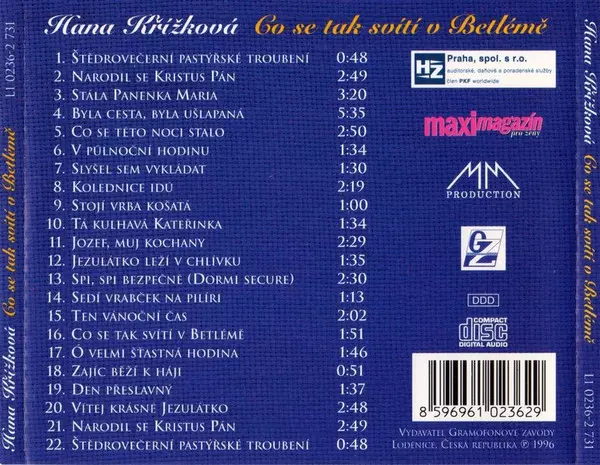 Hana Křížková Co se tak svítí v Betlémě
1. Štědrovečerní pastýřské troubení 0:48
2. Narodil se Kristus Pán 2:49
3. Stála Panenka Maria 3:20
4. Byla cesta, byla ušlapaná 5:51
5. Co se této noci stalo 2:50
6. V půlnoční hodinu 1:34
7. Slyšel sem vykládat 1:30
8. Kolednice idú 2:19
9. Stojí vrba košatá 1:00
10. Tá kulhavá Kateřinka 1:34
11. Jozef, muj kochany 2:29
12. Jezulátko leží v chlívku 1:35
13. Spi, spi bezpečně (Dormi secure) 2:30
14. Sedí vrabček na pilíri 1:13
15. Ten vánoční čas 2:02
16. Co se tak svítí v Betlémě 1:51
17. Ó velmi šťastná hodina 1:46
18. Zajíc běží k háji 0:51
19. Den přeslavný 1:37
20. Vítej krásné Jezulátko 2:48
21. Narodil se Kristus Pán 2:49
22. Štědrovečerní pastýřské troubení 0:48
HZ Praha, spol. s r.o.
auditorské, daňové a poradenské služby
člen PKF worldwide
maximagazín
pro ženy
MM
PRODUCTION
GZ
DDD
COMPACT
disc
DIGITAL AUDIO
8 596961 023629
Vydavatel Gramofonové závody
Loděnice, Česká republika ℗ 1996
Hana Křížková Co se tak svítí v Betlémě L1 0236-2 731
Hana Křížková Co se tak svítí v Betlémě L1 0236-2 731